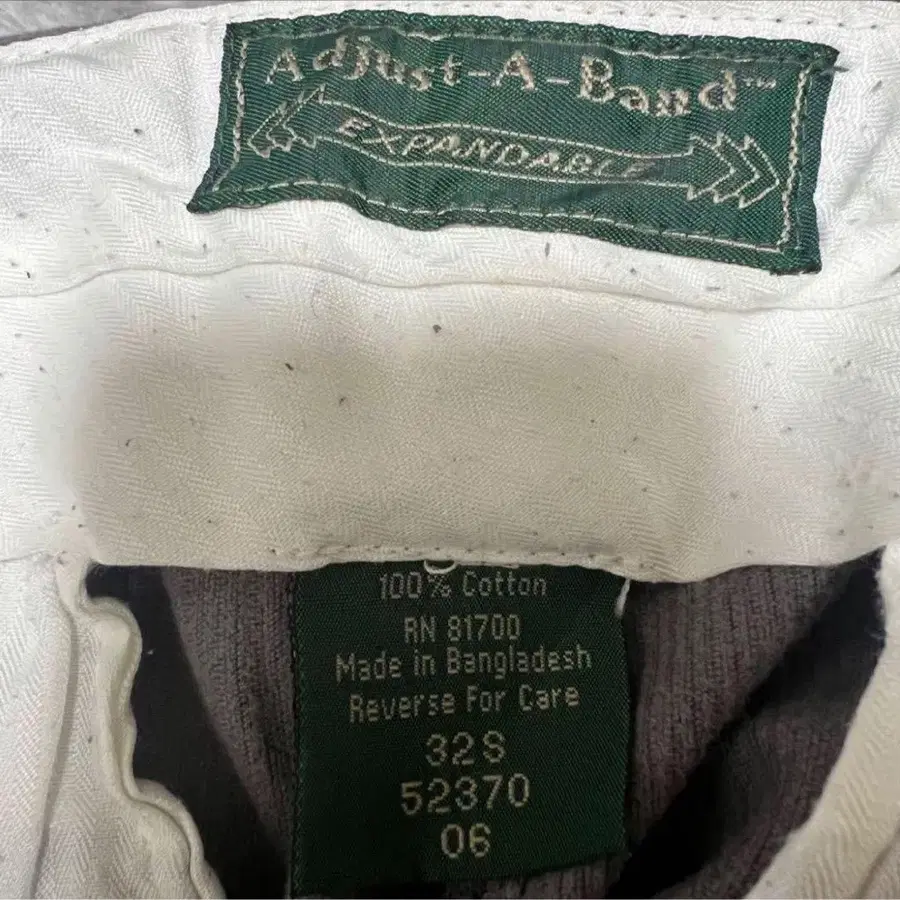 Adjust-A-Band™
EXPANDABLE
100% Cotton
RN 81700
Made in Bangladesh
Reverse For Care
32S
52370
06